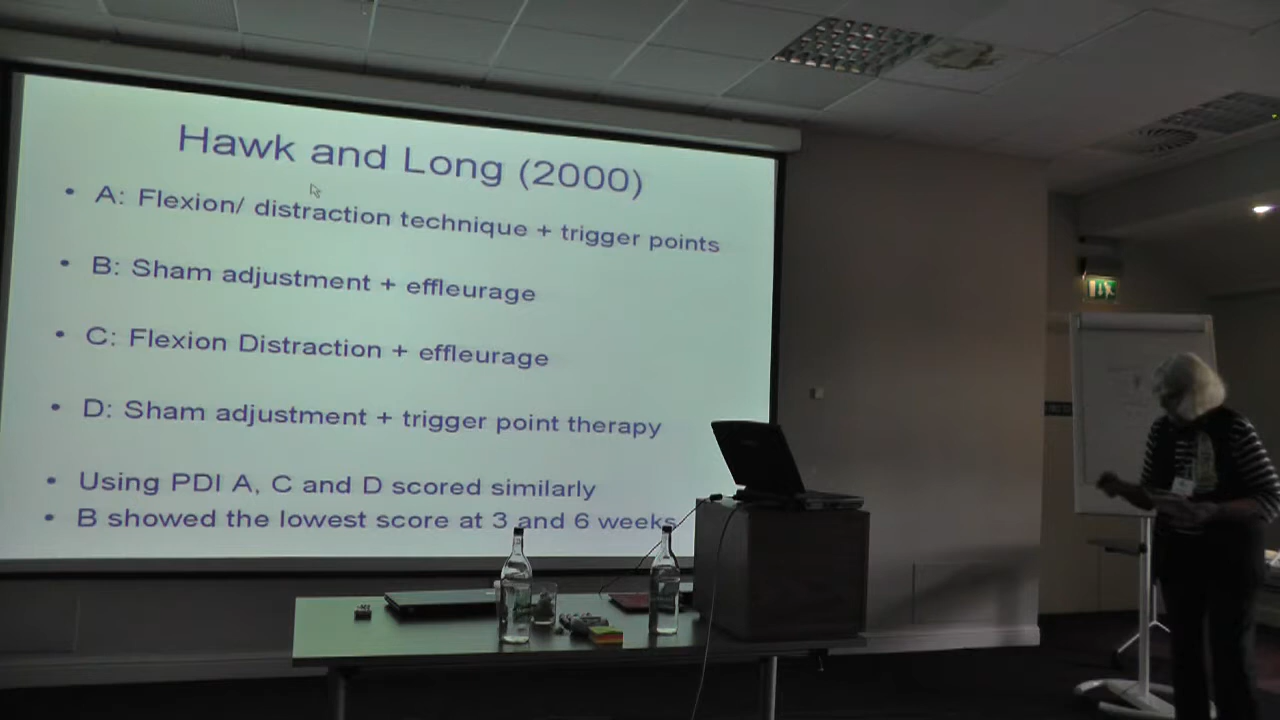 Hawk and Long (2000)
• A: Flexion/ distraction technique + trigger points
• B: Sham adjustment + effleurage
• C: Flexion Distraction + effleurage
• D: Sham adjustment + trigger point therapy
• Using PDI A, C and D scored similarly
• B showed the lowest score at 3 and 6 weeks